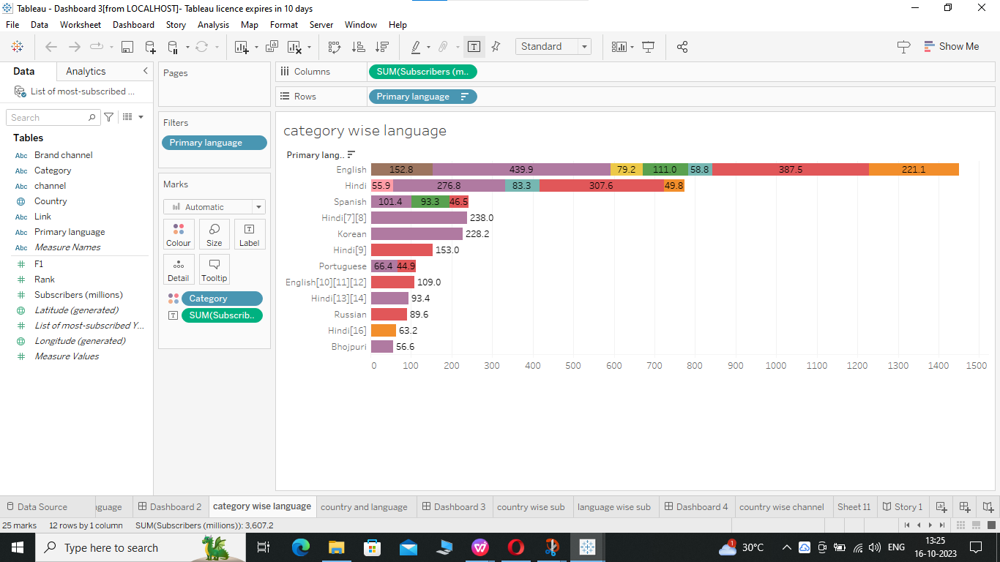 Tableau - Dashboard 3[from LOCALHOST]- Tableau licence expires in 10 days
File Data Worksheet Dashboard Story Analysis Map Format Server Window Help
Standard
Show Me
Data Analytics
List of most-subscribed ...
Search
Tables
Abc Brand channel
Abc Category
Abc channel
Country
Abc Link
Abc Primary language
Abc Measure Names
F1
Rank
Subscribers (millions)
Latitude (generated)
List of most-subscribed Y...
Longitude (generated)
Measure Values
Pages
Filters
Primary language
Marks
Automatic
Colour Size Label
Detail Tooltip
Category
SUM(Subscrib..
Columns SUM(Subscribers (m..
Rows Primary language
category wise language
Primary lang..
English 152.8 439.9 79.2 111.0 58.8 387.5 221.1
Hindi 55.9 276.8 83.3 307.6 49.8
Spanish 101.4 93.3 46.5
Hindi[7][8] 238.0
Korean 228.2
Hindi[9] 153.0
Portuguese 66.4 44.9
English[10][11][12] 109.0
Hindi[13][14] 93.4
Russian 89.6
Hindi[16] 63.2
Bhojpuri 56.6
0 100 200 300 400 500 600 700 800 900 1000 1100 1200 1300 1400 1500
Data Source nguage Dashboard 2 category wise language country and language Dashboard 3 country wise sub language wise sub Dashboard 4 country wise channel Sheet 11 Story 1
25 marks 12 rows by 1 column SUM(Subscribers (millions)): 3,607.2
Type here to search
1
30°C
ENG
13:25
16-10-2023